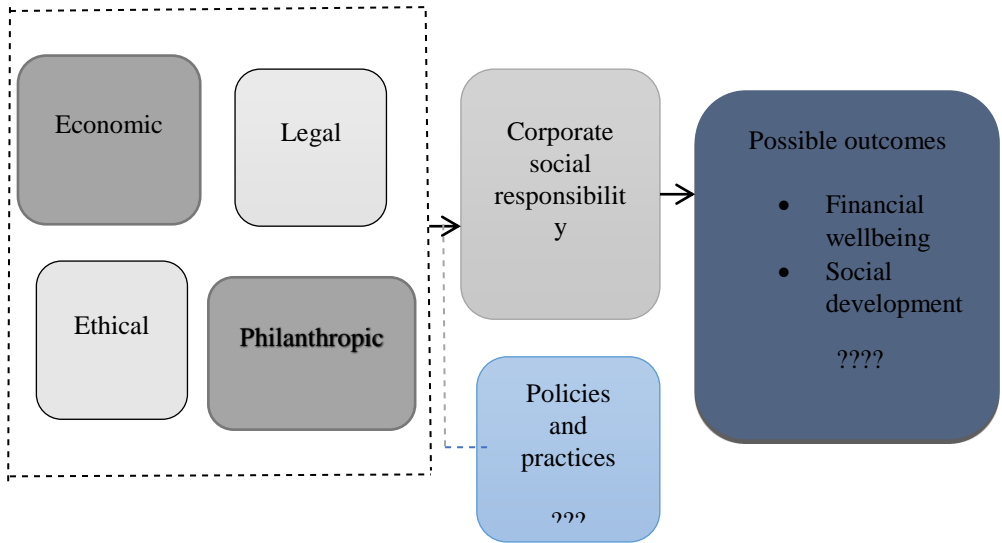 Economic
Legal
Ethical
Philanthropic
Corporate
social
responsibilit
y
Policies
and
practices
???
Possible outcomes
• Financial
wellbeing
• Social
development
????